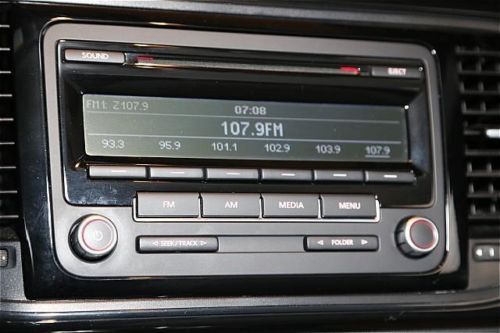 SOUND
EJECT
FM1: Z107.9
07:08
107.9FM
93.3 95.9 101.1 102.9 103.9 107.9
FM AM MEDIA MENU
SEEK/TRACK FOLDER